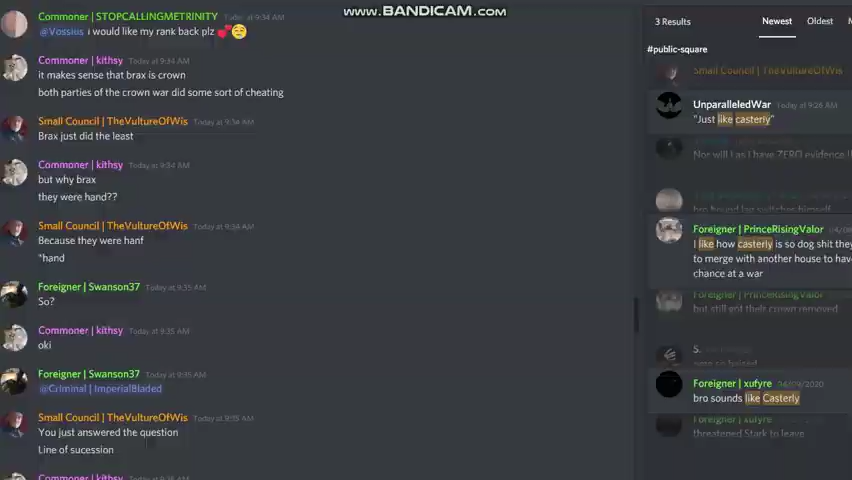 www.BANDICAM.com
Commoner | STOPCALLINGMETRINITY Today at 9:34 AM
@Vossius i would like my rank back plz 💕😊
Commoner | kithsy Today at 9:34 AM
it makes sense that brax is crown
both parties of the crown war did some sort of cheating
Small Council | TheVultureOfWis Today at 9:34 AM
Brax just did the least
Commoner | kithsy Today at 9:34 AM
but why brax
they were hand??
Small Council | TheVultureOfWis Today at 9:34 AM
Because they were hanf
*hand
Foreigner | Swanson37 Today at 9:35 AM
So?
Commoner | kithsy Today at 9:35 AM
oki
Foreigner | Swanson37 Today at 9:35 AM
@Criminal | ImperialBladed
Small Council | TheVultureOfWis Today at 9:35 AM
You just answered the question
Line of sucession
Commoner | kithsy Today at 9:35 AM
3 Results
Newest
Oldest
M
#public-square
Small Council | TheVultureOfWis
UnparalleledWar Today at 9:26 AM
"Just like casterly"
Nor will I as I have ZERO evidence !!
Foreigner | PrinceRisingValor
I like how casterly is so dog shit they
to merge with another house to have
chance at a war
Foreigner | PrinceRisingValor
but still got their crown removed
S.
Foreigner | xufyre 04/09/2020
bro sounds like Casterly
Foreigner | xufyre
threatened Stark to leave